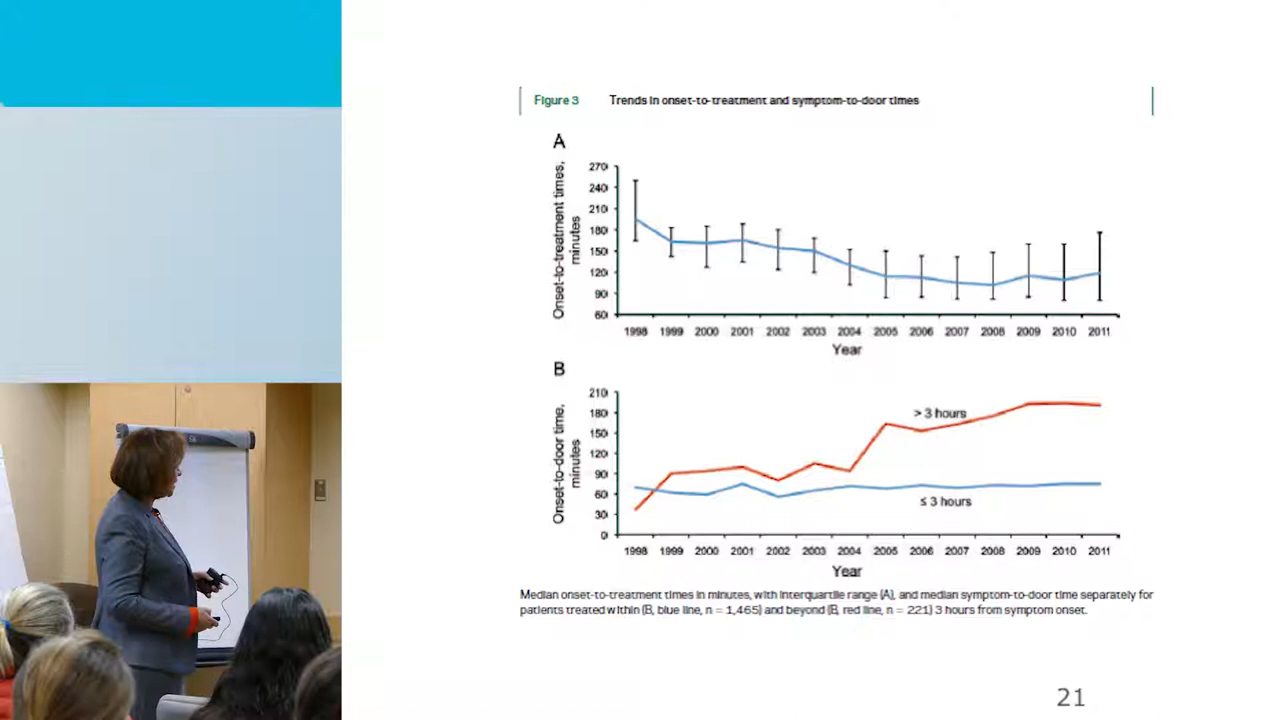 Figure 3 Trends in onset-to-treatment and symptom-to-door times
A
Onset-to-treatment times,
minutes
270
240
210
180
150
120
90
60
1998 1999 2000 2001 2002 2003 2004 2005 2006 2007 2008 2009 2010 2011
Year
B
Onset-to-door time,
minutes
210
180
150
120
90
60
30
0
> 3 hours
≤ 3 hours
1998 1999 2000 2001 2002 2003 2004 2005 2006 2007 2008 2009 2010 2011
Year
Median onset-to-treatment times in minutes, with interquartile range (A), and median symptom-to-door time separately for
patients treated within (B, blue line, n = 1,465) and beyond (B, red line, n = 221) 3 hours from symptom onset.
21